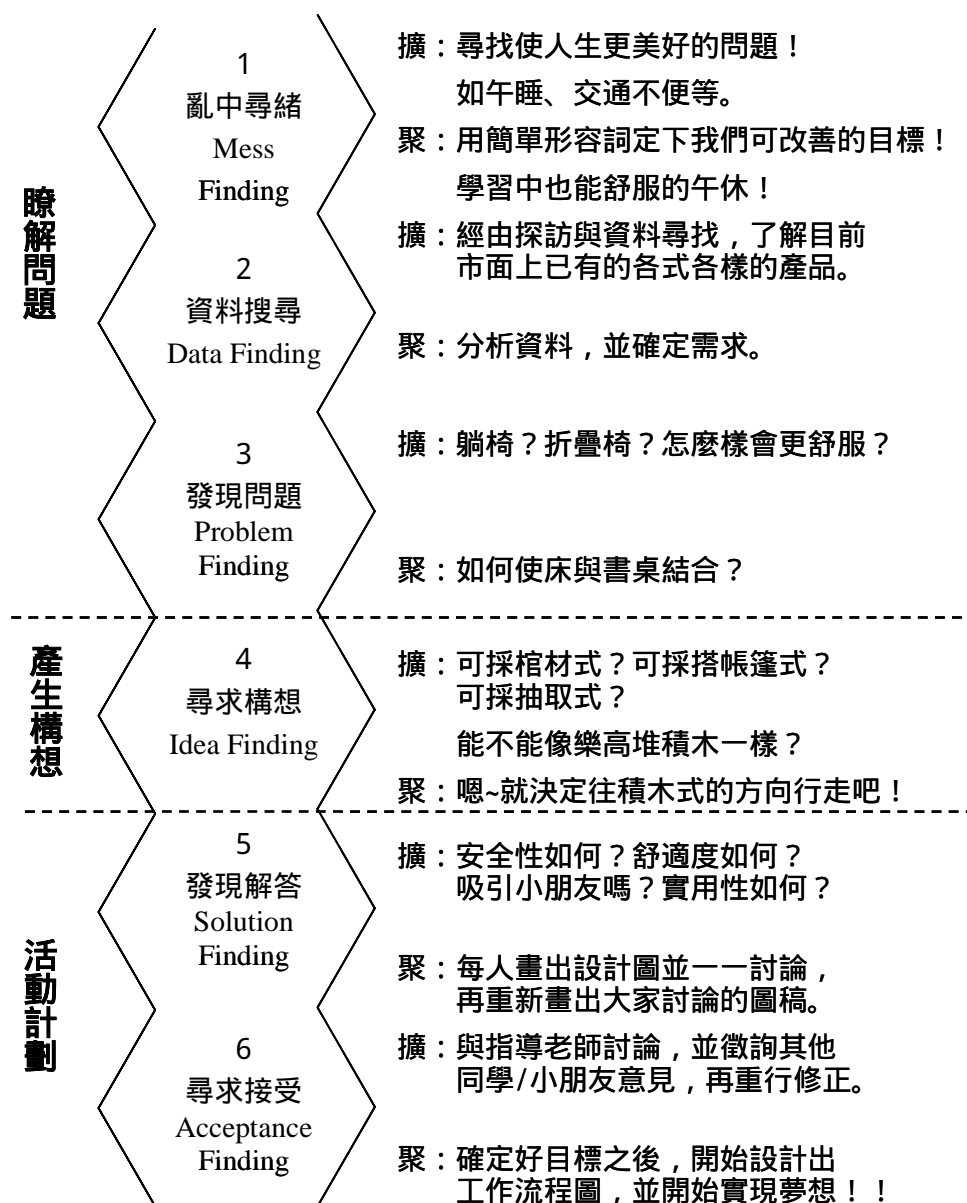 瞭解問題
1
亂中尋緒
Mess
Finding
擴：尋找使人生更美好的問題！
如午睡、交通不便等。
聚：用簡單形容詞定下我們可改善的目標！
學習中也能舒服的午休！
2
資料搜尋
Data Finding
擴：經由探訪與資料尋找，了解目前
市面上已有的各式各樣的產品。
聚：分析資料，並確定需求。
3
發現問題
Problem
Finding
擴：躺椅？折疊椅？怎麼樣會更舒服？
聚：如何使床與書桌結合？
產生構想
4
尋求構想
Idea Finding
擴：可採棺材式？可採搭帳篷式？
可採抽取式？
能不能像樂高堆積木一樣？
聚：嗯~就決定往積木式的方向行走吧！
活動計劃
5
發現解答
Solution
Finding
擴：安全性如何？舒適度如何？
吸引小朋友嗎？實用性如何？
聚：每人畫出設計圖並一一討論，
再重新畫出大家討論的圖稿。
6
尋求接受
Acceptance
Finding
擴：與指導老師討論，並徵詢其他
同學/小朋友意見，再重行修正。
聚：確定好目標之後，開始設計出
工作流程圖，並開始實現夢想！！